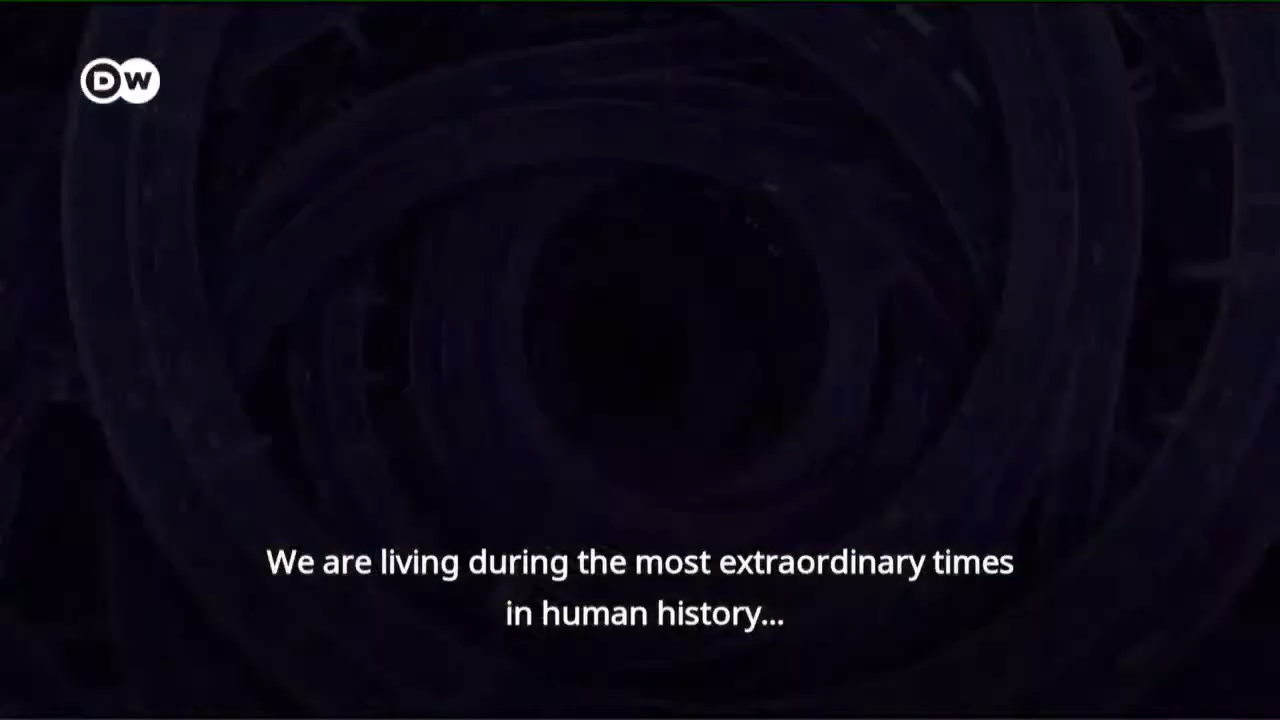 DW
We are living during the most extraordinary times
in human history...